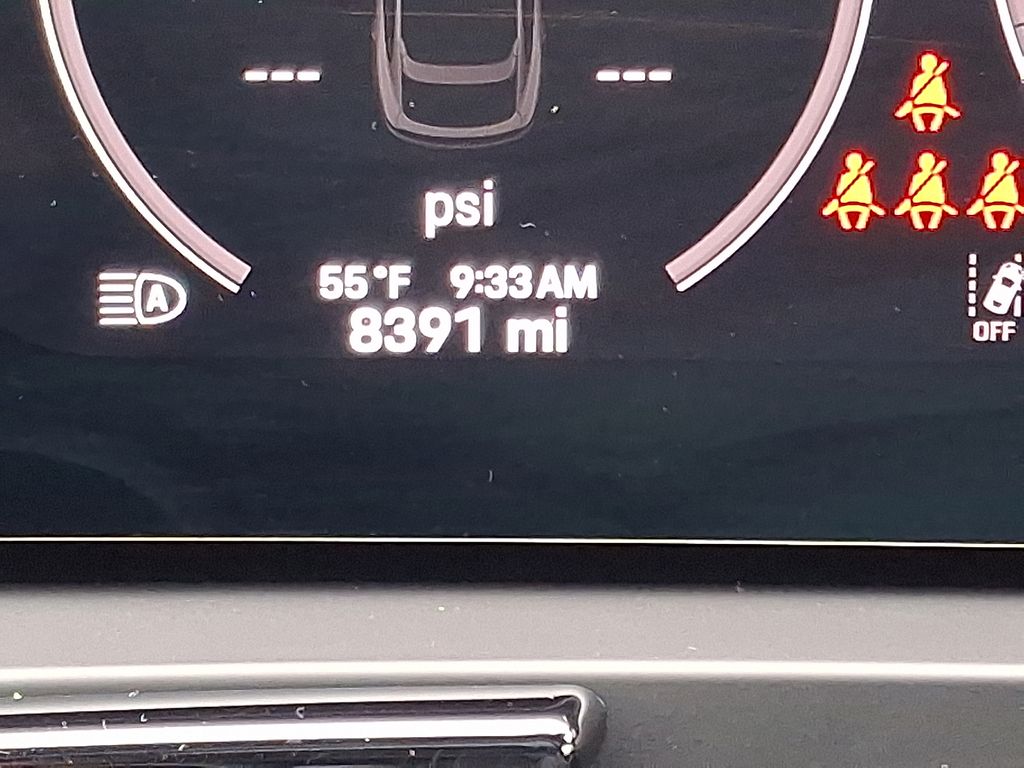 --- ---
psi
55°F 9:33AM
8391 mi
A
OFF